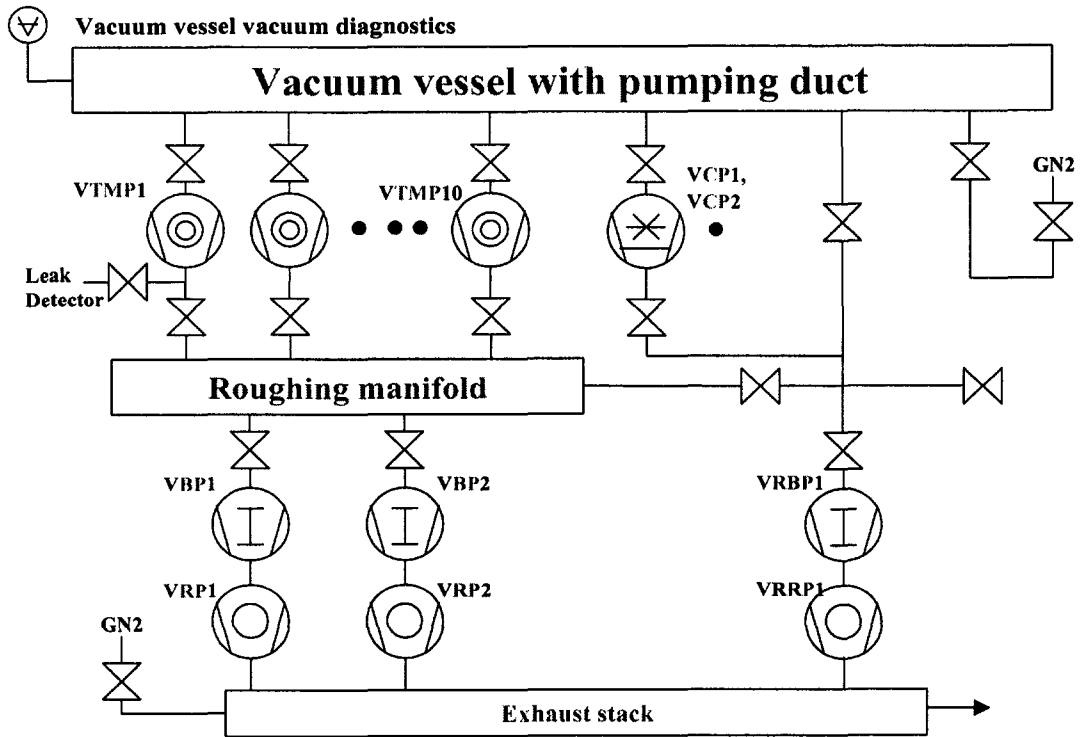 Vacuum vessel vacuum diagnostics
Vacuum vessel with pumping duct
VTMP1
VTMP10
VCP1,
VCP2
GN2
Leak
Detector
Roughing manifold
VBP1
VBP2
VRBP1
VRP1
VRP2
VRRP1
GN2
Exhaust stack